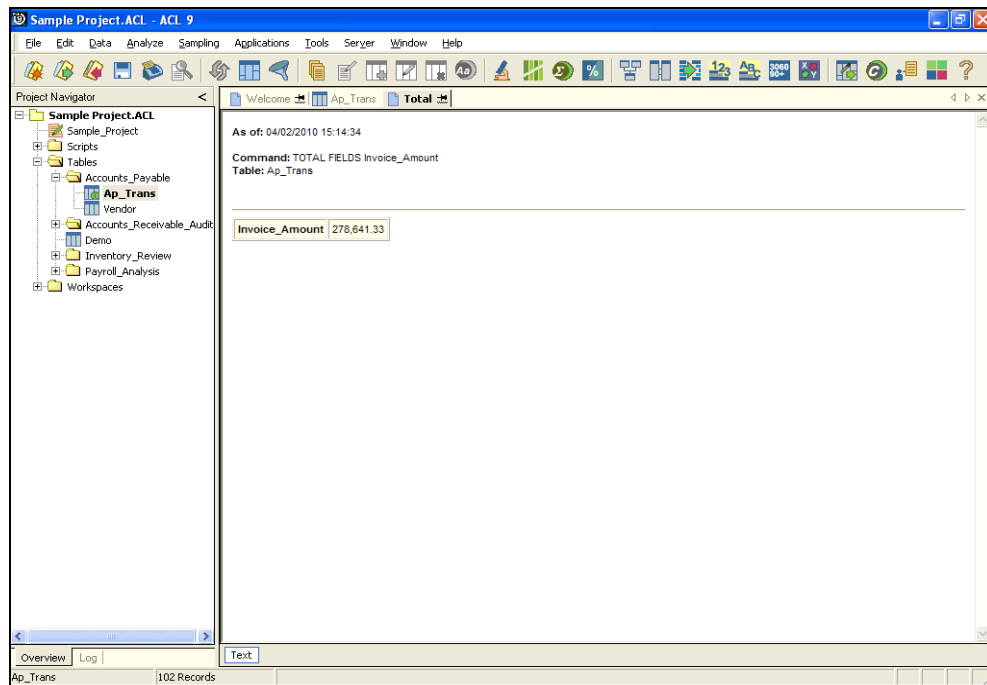 Sample Project.ACL - ACL 9
File Edit Data Analyze Sampling Applications Tools Server Window Help
Project Navigator <
Welcome Ap_Trans Total
Sample Project.ACL
Sample_Project
Scripts
Tables
Accounts_Payable
Ap_Trans
Vendor
Accounts_Receivable_Audit
Demo
Inventory_Review
Payroll_Analysis
Workspaces
As of: 04/02/2010 15:14:34
Command: TOTAL FIELDS Invoice_Amount
Table: Ap_Trans
Invoice_Amount 278,641.33
Overview Log
Text
Ap_Trans 102 Records